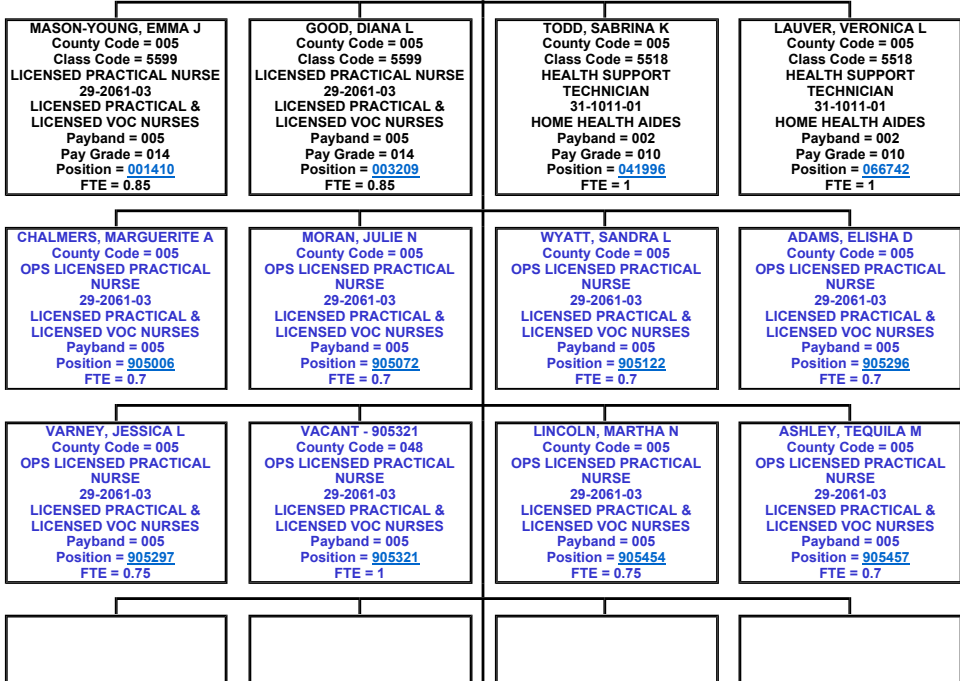 MASON-YOUNG, EMMA J
County Code = 005
Class Code = 5599
LICENSED PRACTICAL NURSE
29-2061-03
LICENSED PRACTICAL &
LICENSED VOC NURSES
Payband = 005
Pay Grade = 014
Position = 001410
FTE = 0.85
GOOD, DIANA L
County Code = 005
Class Code = 5599
LICENSED PRACTICAL NURSE
29-2061-03
LICENSED PRACTICAL &
LICENSED VOC NURSES
Payband = 005
Pay Grade = 014
Position = 003209
FTE = 0.85
TODD, SABRINA K
County Code = 005
Class Code = 5518
HEALTH SUPPORT
TECHNICIAN
31-1011-01
HOME HEALTH AIDES
Payband = 002
Pay Grade = 010
Position = 041996
FTE = 1
LAUVER, VERONICA L
County Code = 005
Class Code = 5518
HEALTH SUPPORT
TECHNICIAN
31-1011-01
HOME HEALTH AIDES
Payband = 002
Pay Grade = 010
Position = 066742
FTE = 1
CHALMERS, MARGUERITE A
County Code = 005
OPS LICENSED PRACTICAL
NURSE
29-2061-03
LICENSED PRACTICAL &
LICENSED VOC NURSES
Payband = 005
Position = 905006
FTE = 0.7
MORAN, JULIE N
County Code = 005
OPS LICENSED PRACTICAL
NURSE
29-2061-03
LICENSED PRACTICAL &
LICENSED VOC NURSES
Payband = 005
Position = 905072
FTE = 0.7
WYATT, SANDRA L
County Code = 005
OPS LICENSED PRACTICAL
NURSE
29-2061-03
LICENSED PRACTICAL &
LICENSED VOC NURSES
Payband = 005
Position = 905122
FTE = 0.7
ADAMS, ELISHA D
County Code = 005
OPS LICENSED PRACTICAL
NURSE
29-2061-03
LICENSED PRACTICAL &
LICENSED VOC NURSES
Payband = 005
Position = 905296
FTE = 0.7
VARNEY, JESSICA L
County Code = 005
OPS LICENSED PRACTICAL
NURSE
29-2061-03
LICENSED PRACTICAL &
LICENSED VOC NURSES
Payband = 005
Position = 905297
FTE = 0.75
VACANT - 905321
County Code = 048
OPS LICENSED PRACTICAL
NURSE
29-2061-03
LICENSED PRACTICAL &
LICENSED VOC NURSES
Payband = 005
Position = 905321
FTE = 1
LINCOLN, MARTHA N
County Code = 005
OPS LICENSED PRACTICAL
NURSE
29-2061-03
LICENSED PRACTICAL &
LICENSED VOC NURSES
Payband = 005
Position = 905454
FTE = 0.75
ASHLEY, TEQUILA M
County Code = 005
OPS LICENSED PRACTICAL
NURSE
29-2061-03
LICENSED PRACTICAL &
LICENSED VOC NURSES
Payband = 005
Position = 905457
FTE = 0.7